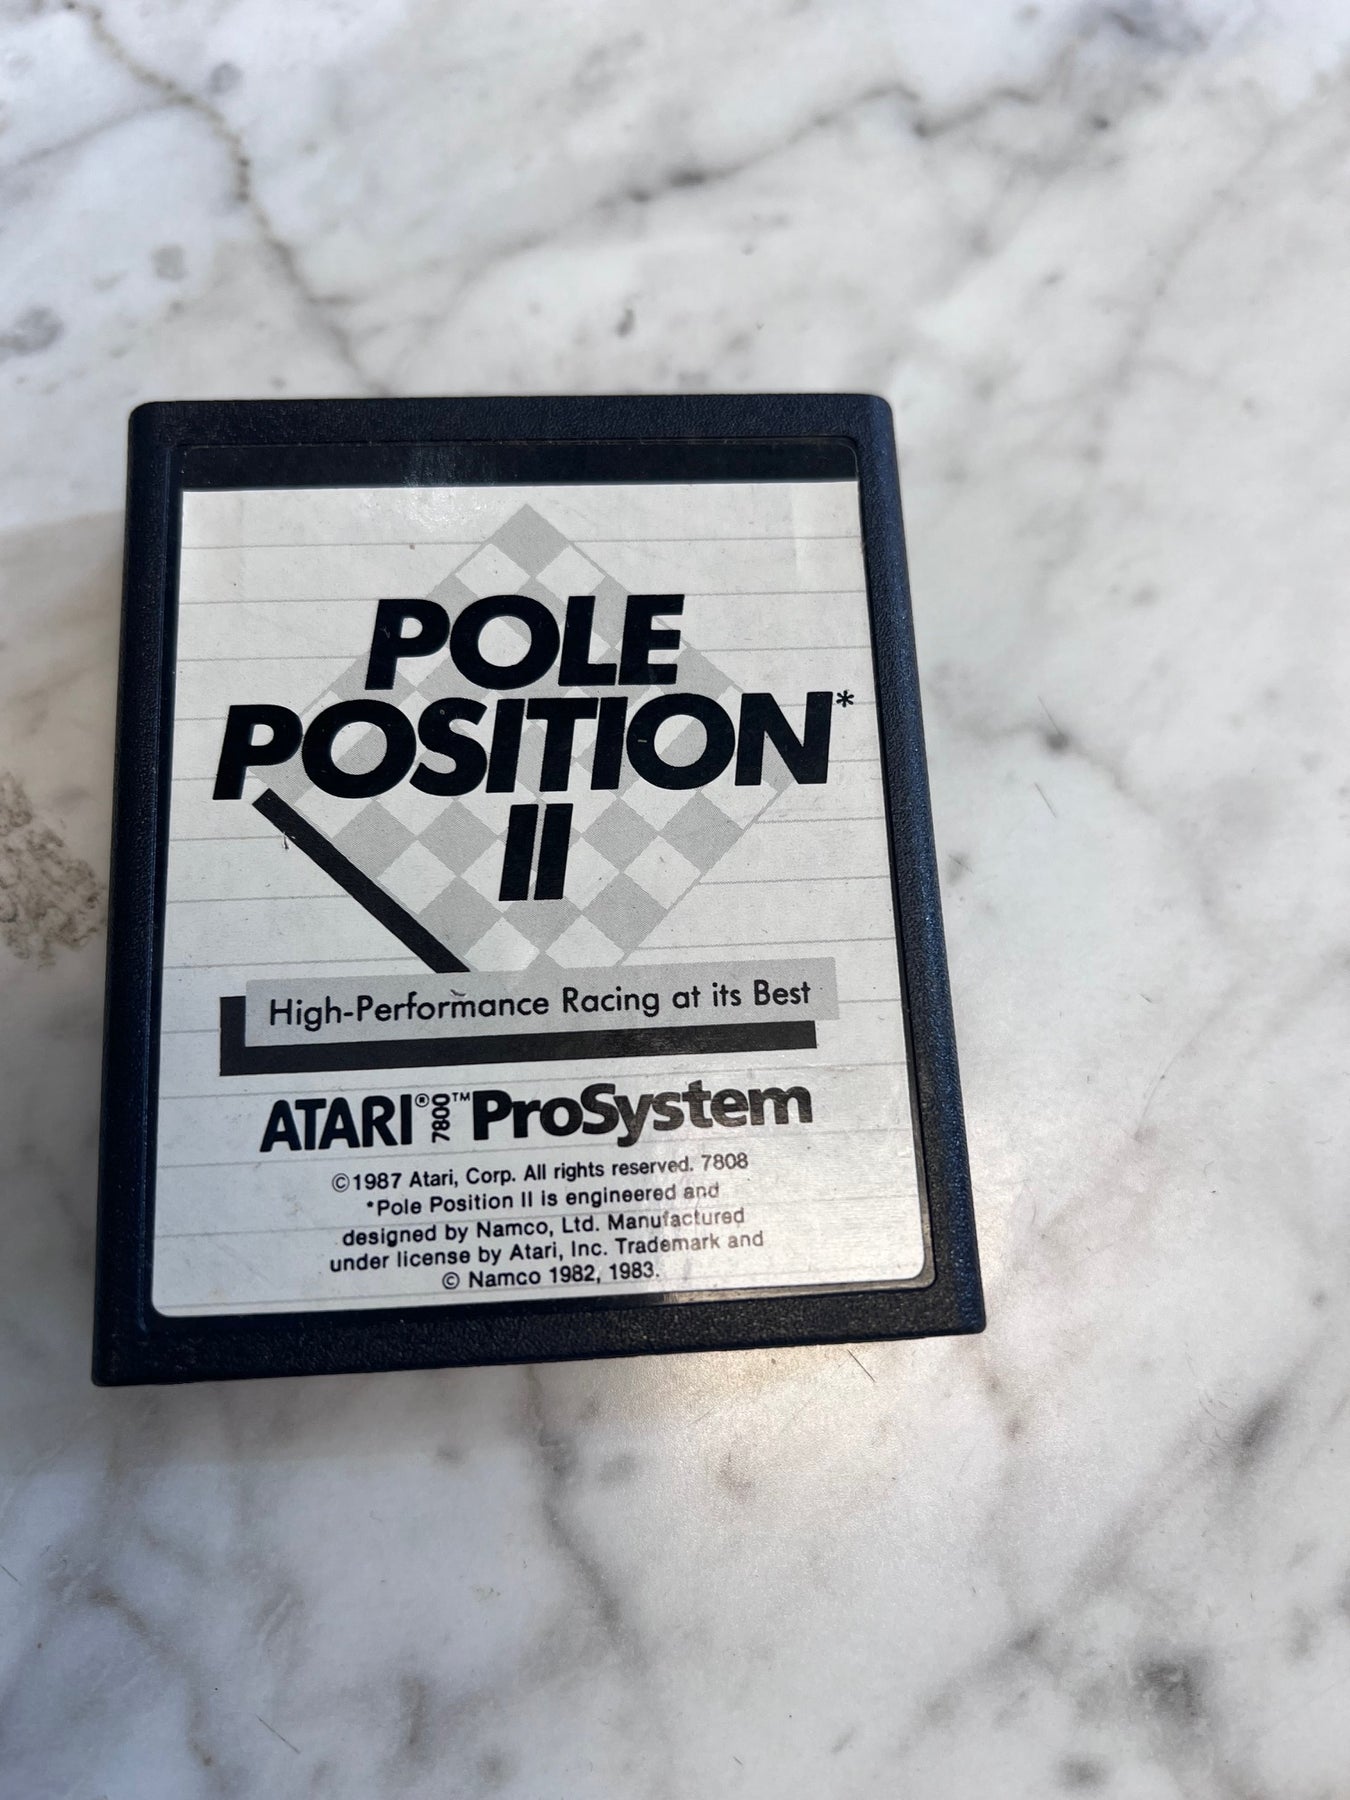 POLE
POSITION*
II
High-Performance Racing at its Best
ATARI® 7800™ ProSystem
©1987 Atari, Corp. All rights reserved. 7808
*Pole Position II is engineered and
designed by Namco, Ltd. Manufactured
under license by Atari, Inc. Trademark and
© Namco 1982, 1983.